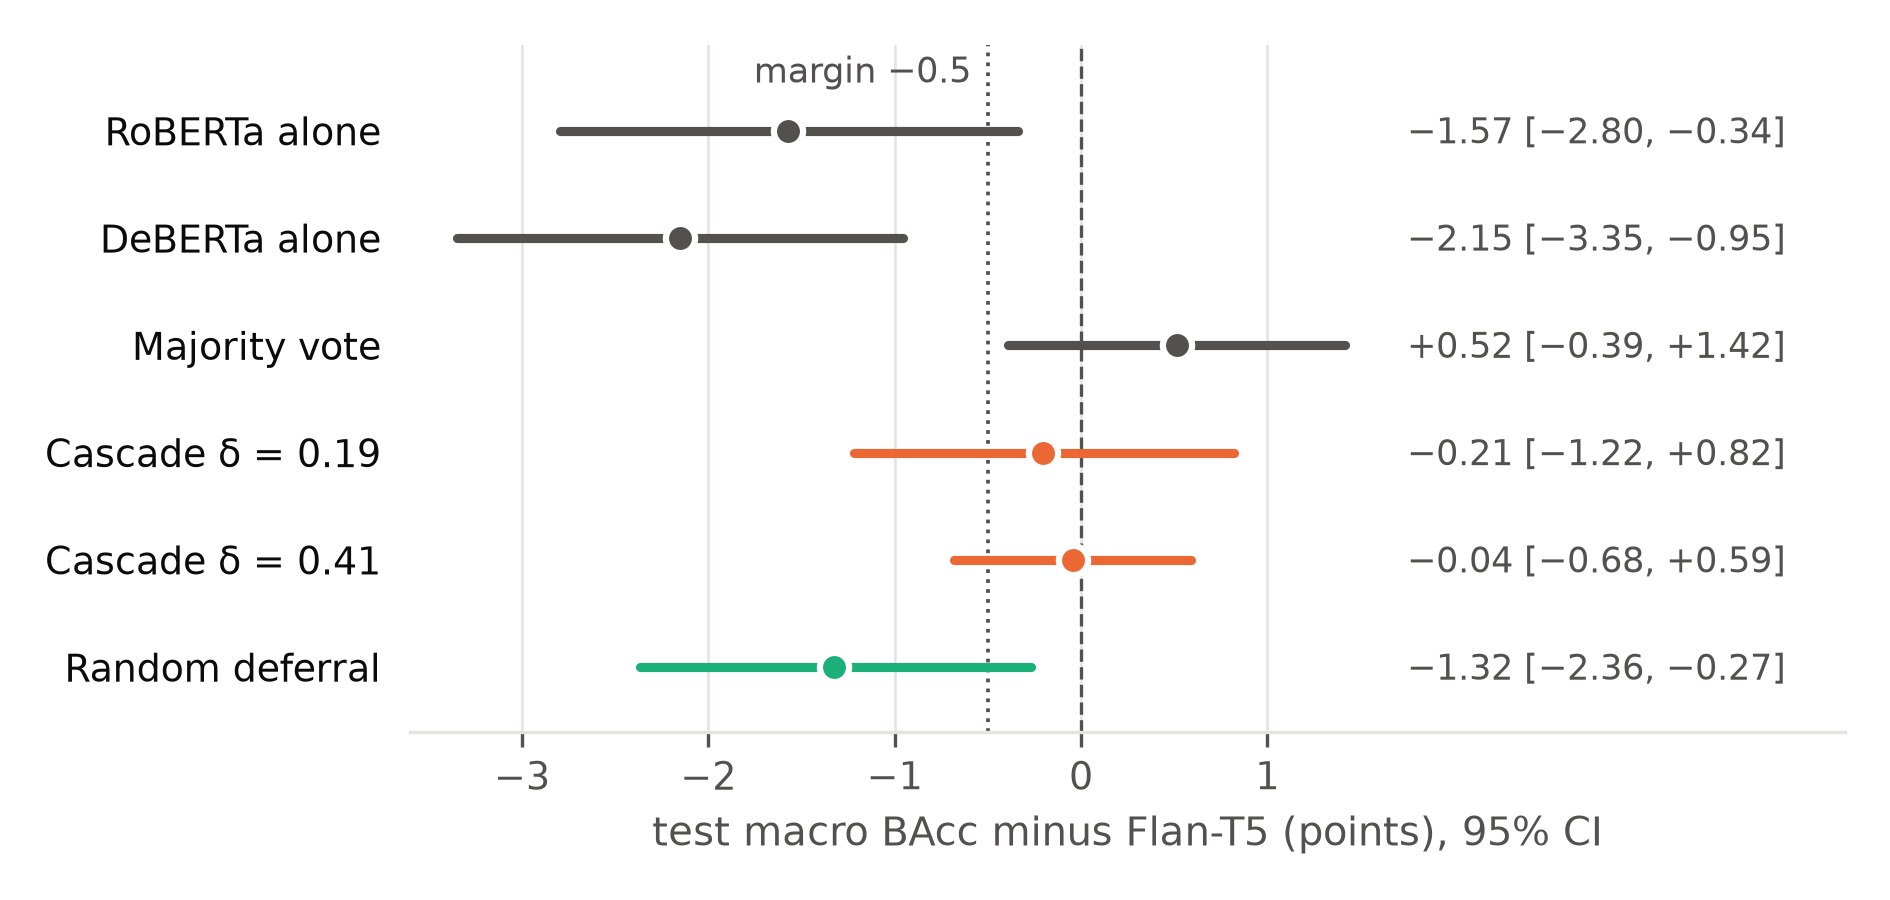 margin −0.5
RoBERTa alone −1.57 [−2.80, −0.34]
DeBERTa alone −2.15 [−3.35, −0.95]
Majority vote +0.52 [−0.39, +1.42]
Cascade δ = 0.19 −0.21 [−1.22, +0.82]
Cascade δ = 0.41 −0.04 [−0.68, +0.59]
Random deferral −1.32 [−2.36, −0.27]
−3 −2 −1 0 1
test macro BAcc minus Flan-T5 (points), 95% CI